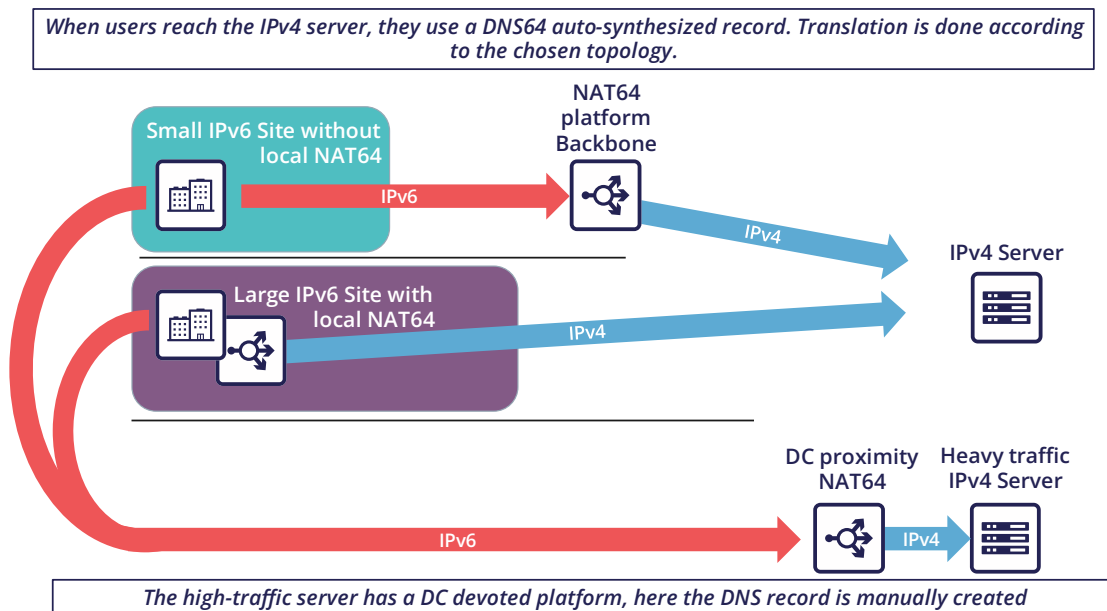 When users reach the IPv4 server, they use a DNS64 auto-synthesized record. Translation is done according
to the chosen topology.
NAT64
platform
Backbone
Small IPv6 Site without
local NAT64
IPv6
IPv4
IPv4 Server
Large IPv6 Site with
local NAT64
IPv4
DC proximity
NAT64
Heavy traffic
IPv4 Server
IPv6
IPv4
The high-traffic server has a DC devoted platform, here the DNS record is manually created